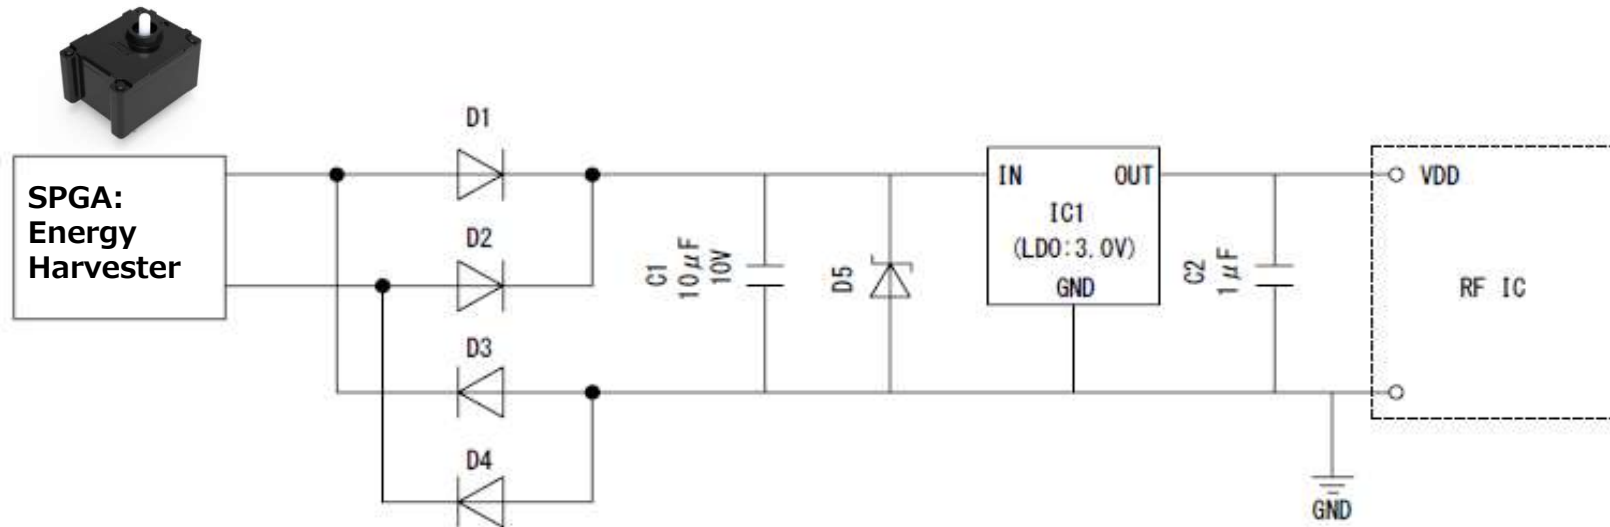 SPGA:
Energy
Harvester
D1
D2
D3
D4
C1
10μF
10V
D5
IN
OUT
IC1
(LDO:3.0V)
GND
C2
1μF
VDD
RF IC
GND